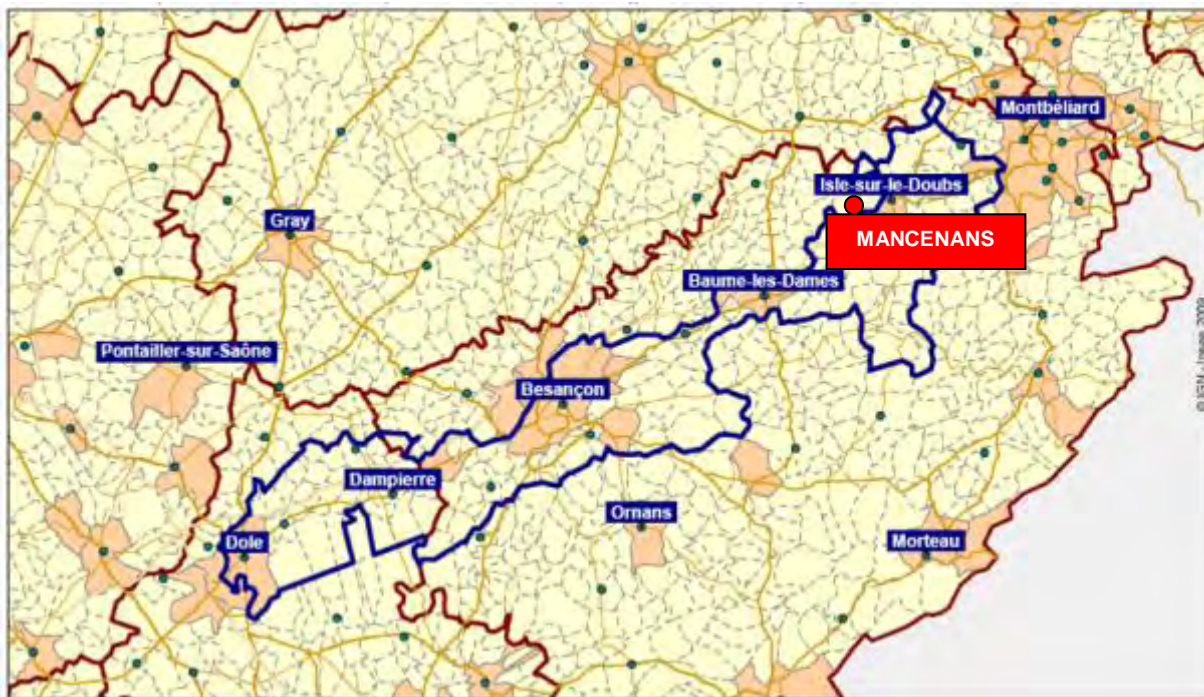 Montbéliard
Isle-sur-le-Doubs
Gray
MANCENANS
Baume-les-Dames
Pontailler-sur-Saône
Besançon
Dampierre
Ornans
Dole
Morteau